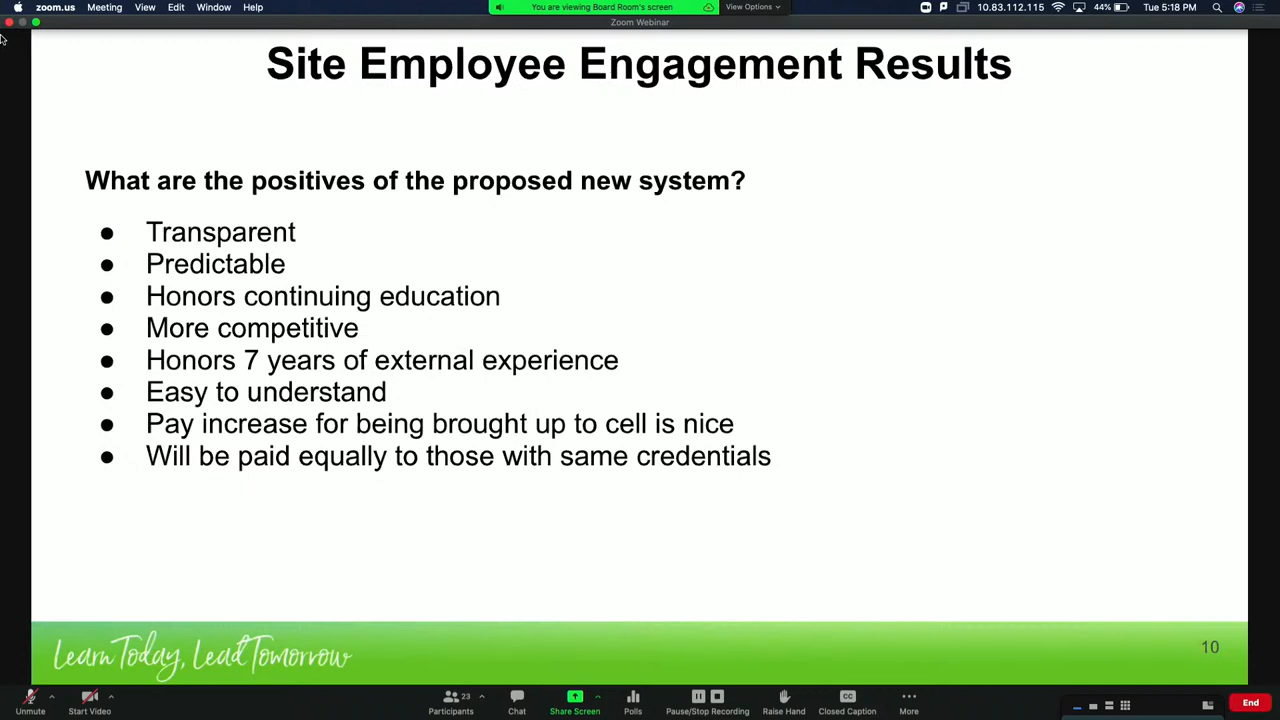 zoom.us Meeting View Edit Window Help
You are viewing Board Room's screen View Options
10.83.112.115 44% Tue 5:18 PM
Zoom Webinar
Site Employee Engagement Results
What are the positives of the proposed new system?
● Transparent
● Predictable
● Honors continuing education
● More competitive
● Honors 7 years of external experience
● Easy to understand
● Pay increase for being brought up to cell is nice
● Will be paid equally to those with same credentials
Learn Today, Lead Tomorrow
10
23
Unmute Start Video Participants Chat Share Screen Polls Pause/Stop Recording Raise Hand CC Closed Caption More End